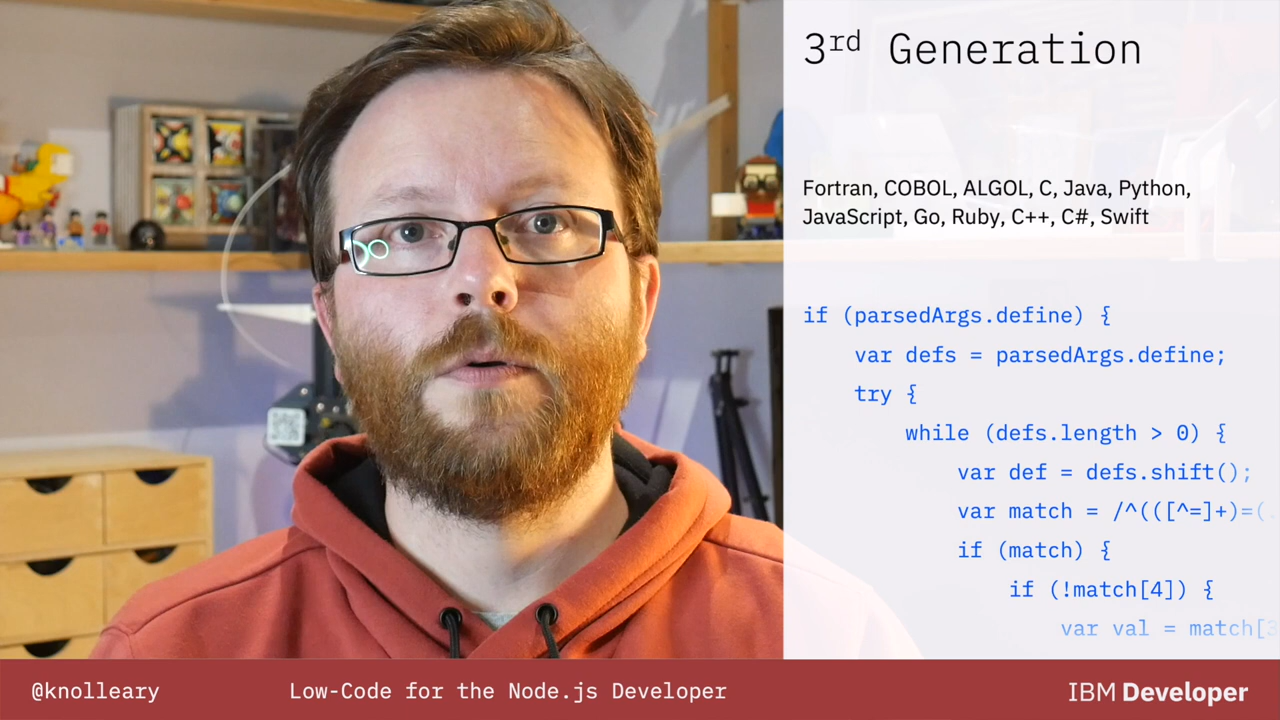 3rd Generation
Fortran, COBOL, ALGOL, C, Java, Python,
JavaScript, Go, Ruby, C++, C#, Swift
if (parsedArgs.define) {
var defs = parsedArgs.define;
try {
while (defs.length > 0) {
var def = defs.shift();
var match = /^(([^=]+)=(
if (match) {
if (!match[4]) {
var val = match[3
@knolleary
Low-Code for the Node.js Developer
IBM Developer